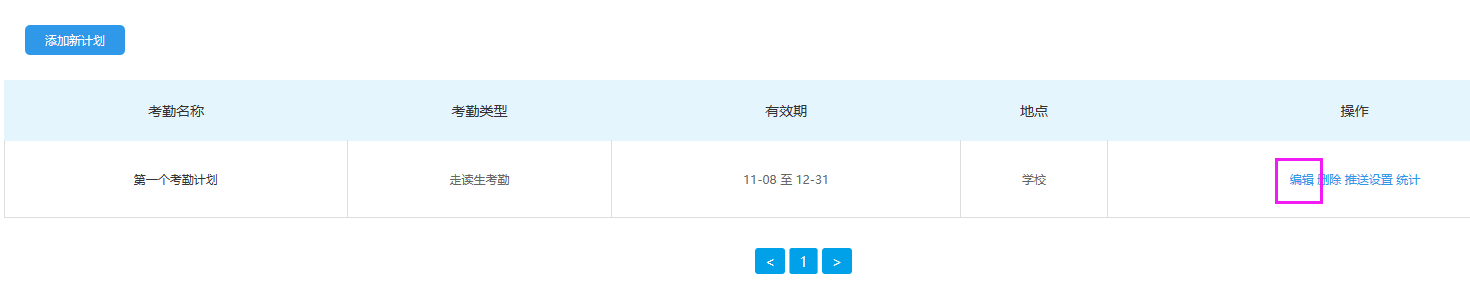 添加新计划
考勤名称 考勤类型 有效期 地点 操作
第一个考勤计划 走读生考勤 11-08 至 12-31 学校 编辑 删除 推送设置 统计
< 1 >